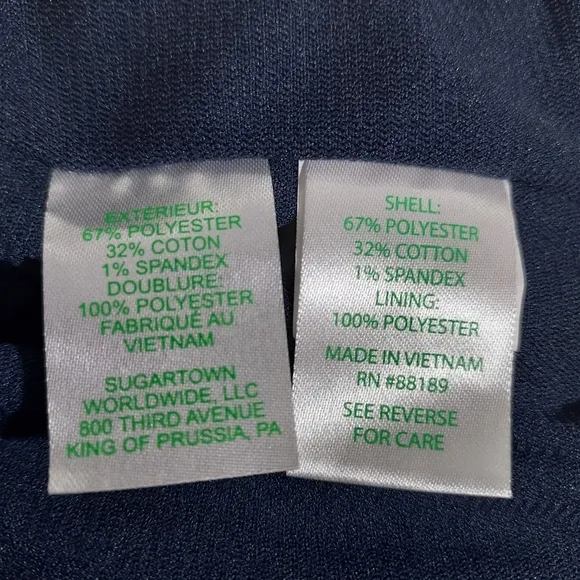 EXTÉRIEUR:
67% POLYESTER
32% COTON
1% SPANDEX
DOUBLURE:
100% POLYESTER
FABRIQUÉ AU
VIETNAM
SUGARTOWN
WORLDWIDE, LLC
800 THIRD AVENUE
KING OF PRUSSIA, PA
SHELL:
67% POLYESTER
32% COTTON
1% SPANDEX
LINING:
100% POLYESTER
MADE IN VIETNAM
RN #88189
SEE REVERSE
FOR CARE